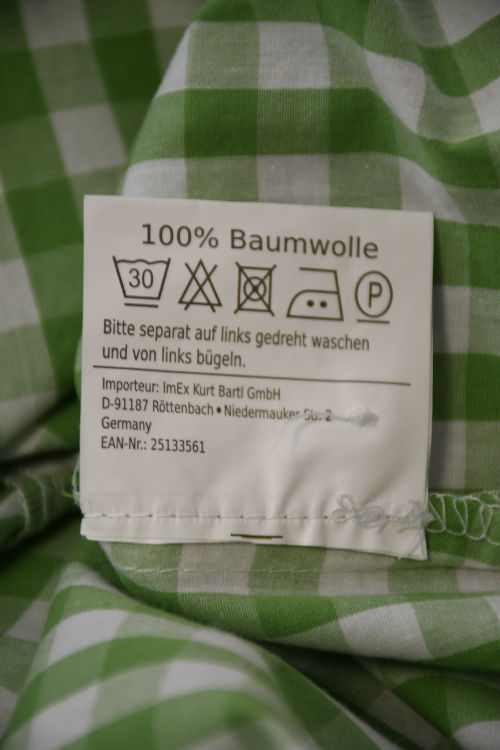 100% Baumwolle
30
P
Bitte separat auf links gedreht waschen
und von links bügeln.
Importeur: ImEx Kurt Bartl GmbH
D-91187 Röttenbach • Niedermauker Str. 2
Germany
EAN-Nr.: 25133561